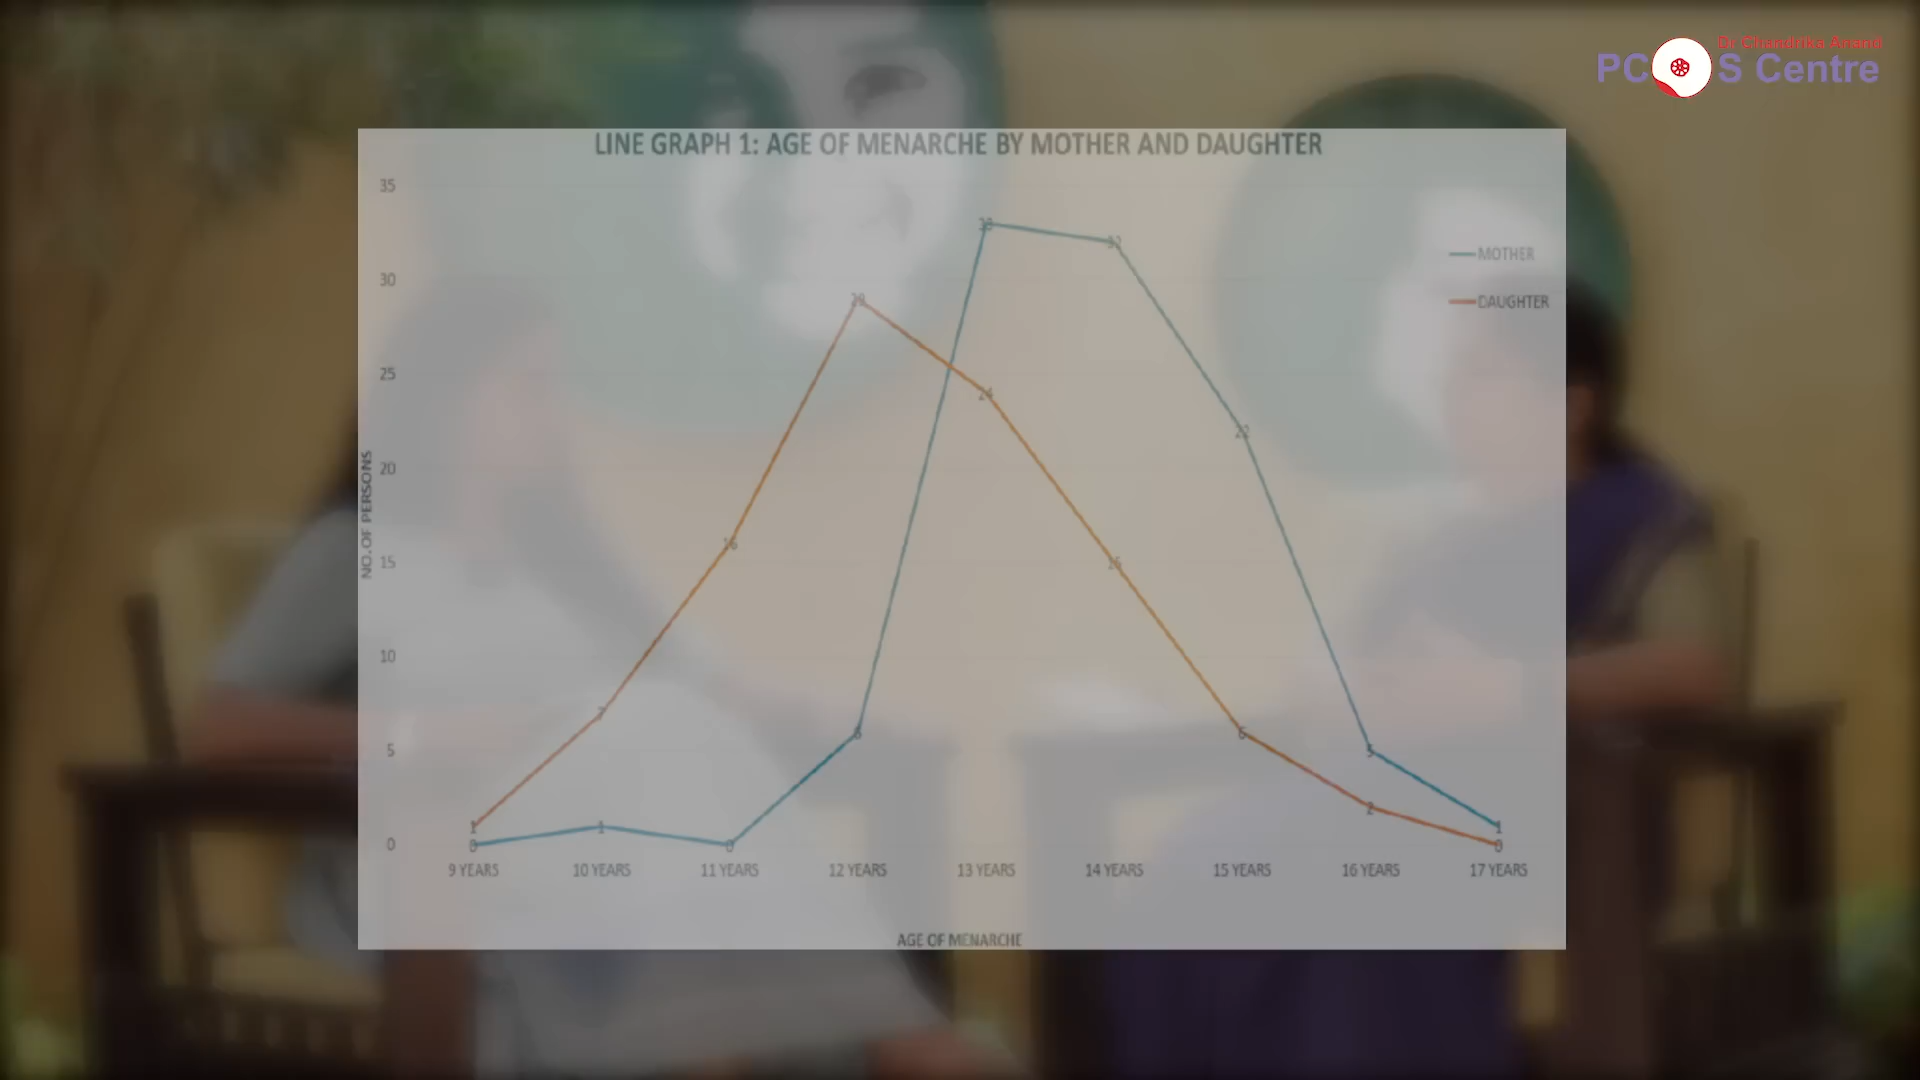 Dr Chandrika Anand
PC S Centre
LINE GRAPH 1: AGE OF MENARCHE BY MOTHER AND DAUGHTER
35
30
25
20
15
10
5
0
NO.OF PERSONS
33
32
29
24
22
16
15
7
6
6
5
2
1
1
1
0
0
0
MOTHER
DAUGHTER
9 YEARS
10 YEARS
11 YEARS
12 YEARS
13 YEARS
14 YEARS
15 YEARS
16 YEARS
17 YEARS
AGE OF MENARCHE